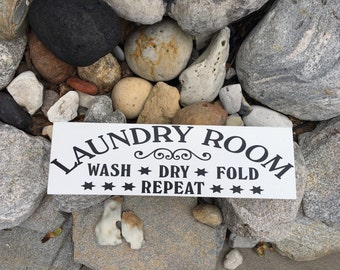 LAUNDRY ROOM
WASH ★ DRY ★ FOLD
★ ★ ★ REPEAT ★ ★ ★